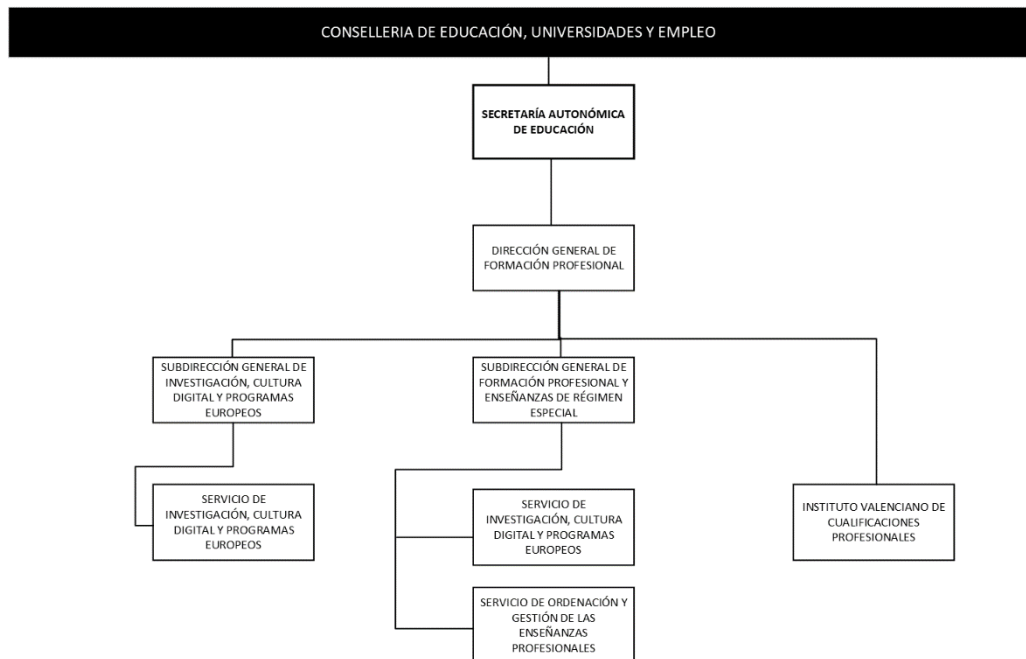 CONSELLERIA DE EDUCACIÓN, UNIVERSIDADES Y EMPLEO
SECRETARÍA AUTONÓMICA
DE EDUCACIÓN
DIRECCIÓN GENERAL DE
FORMACIÓN PROFESIONAL
SUBDIRECCIÓN GENERAL DE
INVESTIGACIÓN, CULTURA
DIGITAL Y PROGRAMAS
EUROPEOS
SUBDIRECCIÓN GENERAL DE
FORMACIÓN PROFESIONAL Y
ENSEÑANZAS DE RÉGIMEN
ESPECIAL
SERVICIO DE
INVESTIGACIÓN, CULTURA
DIGITAL Y PROGRAMAS
EUROPEOS
SERVICIO DE
INVESTIGACIÓN, CULTURA
DIGITAL Y PROGRAMAS
EUROPEOS
INSTITUTO VALENCIANO DE
CUALIFICACIONES
PROFESIONALES
SERVICIO DE ORDENACIÓN Y
GESTIÓN DE LAS
ENSEÑANZAS
PROFESIONALES